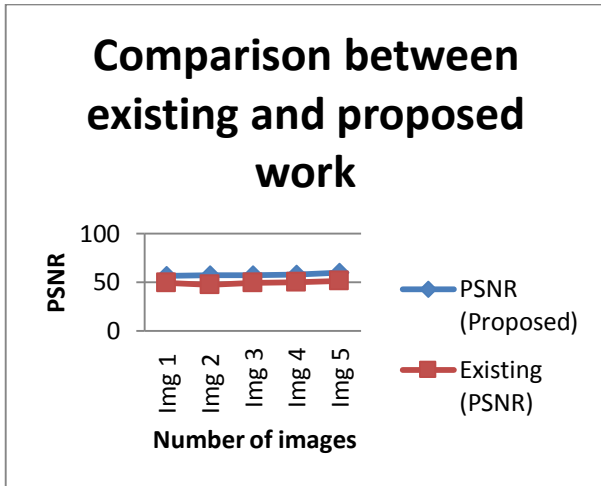 Comparison between
existing and proposed
work
100
50
0
PSNR
Img 1
Img 2
Img 3
Img 4
Img 5
Number of images
PSNR
(Proposed)
Existing
(PSNR)